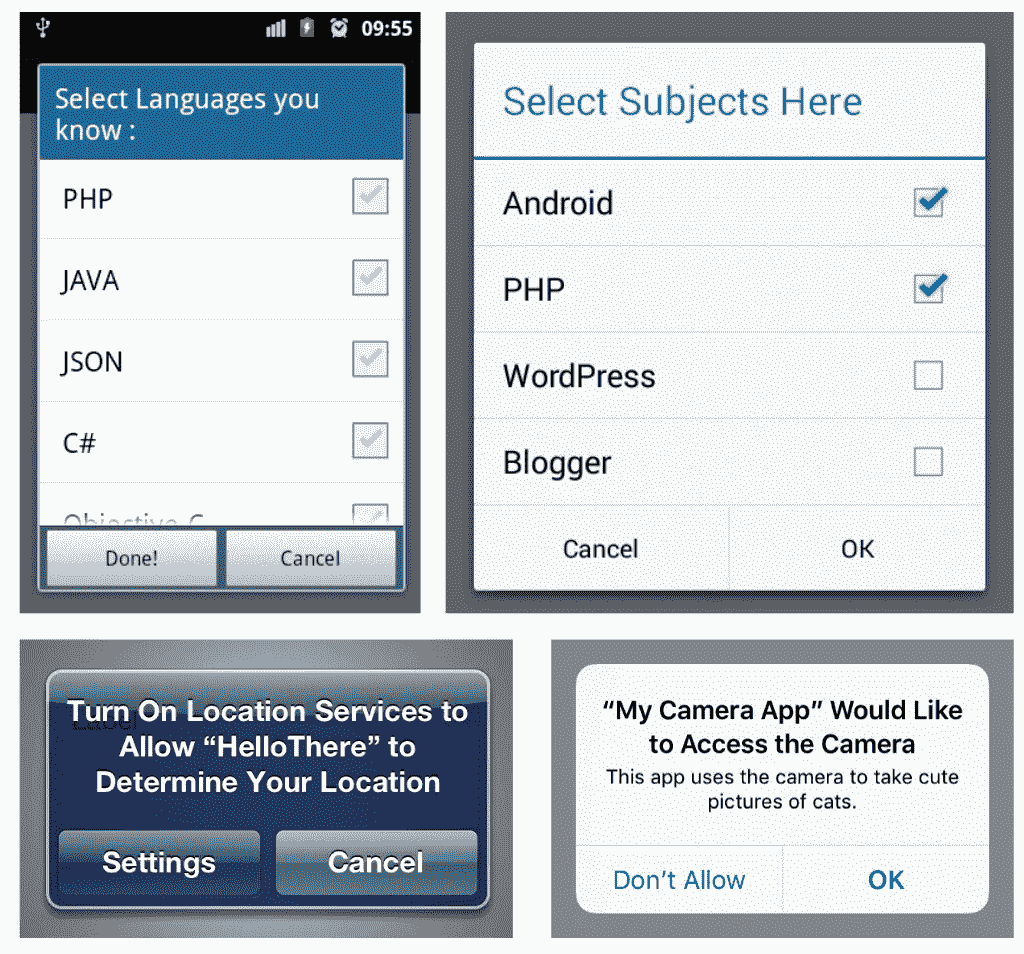 09:55
Select Languages you
know :
PHP
JAVA
JSON
C#
Objective C
Done!
Cancel
Select Subjects Here
Android
PHP
WordPress
Blogger
Cancel
OK
Turn On Location Services to
Allow “HelloThere” to
Determine Your Location
Settings
Cancel
“My Camera App” Would Like
to Access the Camera
This app uses the camera to take cute
pictures of cats.
Don’t Allow
OK